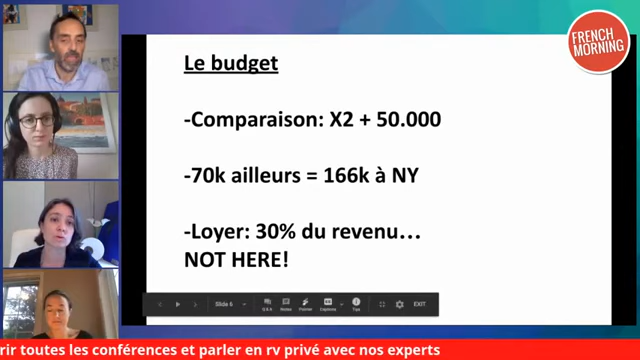 FRENCH
MORNING
Le budget
-Comparaison: X2 + 50.000
-70k ailleurs = 166k à NY
-Loyer: 30% du revenu…
NOT HERE!
Slide 6
Q & A
Notes
Pointer
Captions
Tips
EXIT
rir toutes les conférences et parler en rv privé avec nos experts